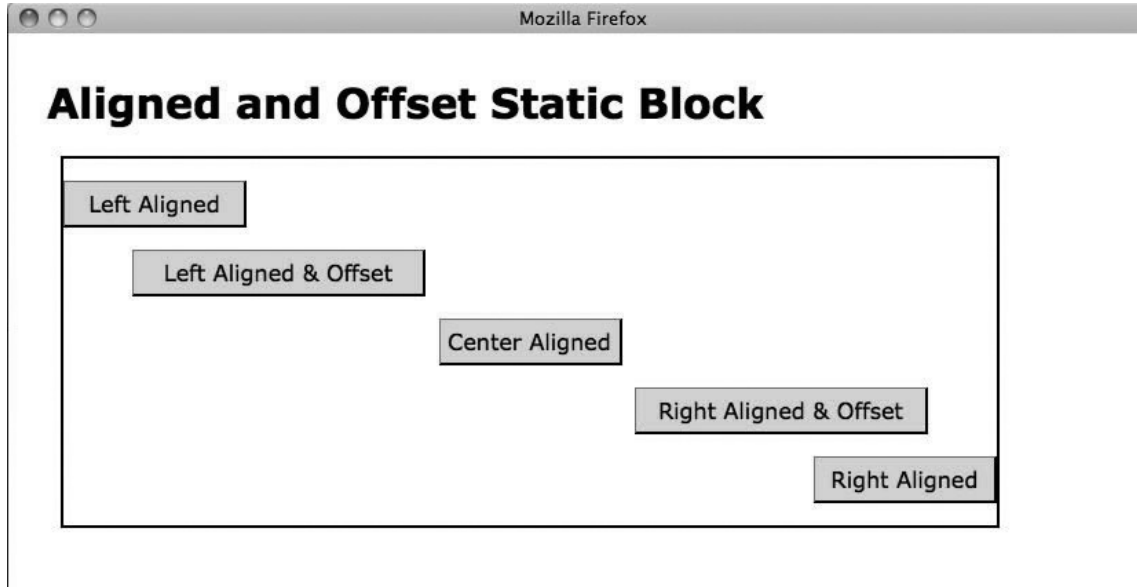 Mozilla Firefox
Aligned and Offset Static Block
Left Aligned
Left Aligned & Offset
Center Aligned
Right Aligned & Offset
Right Aligned